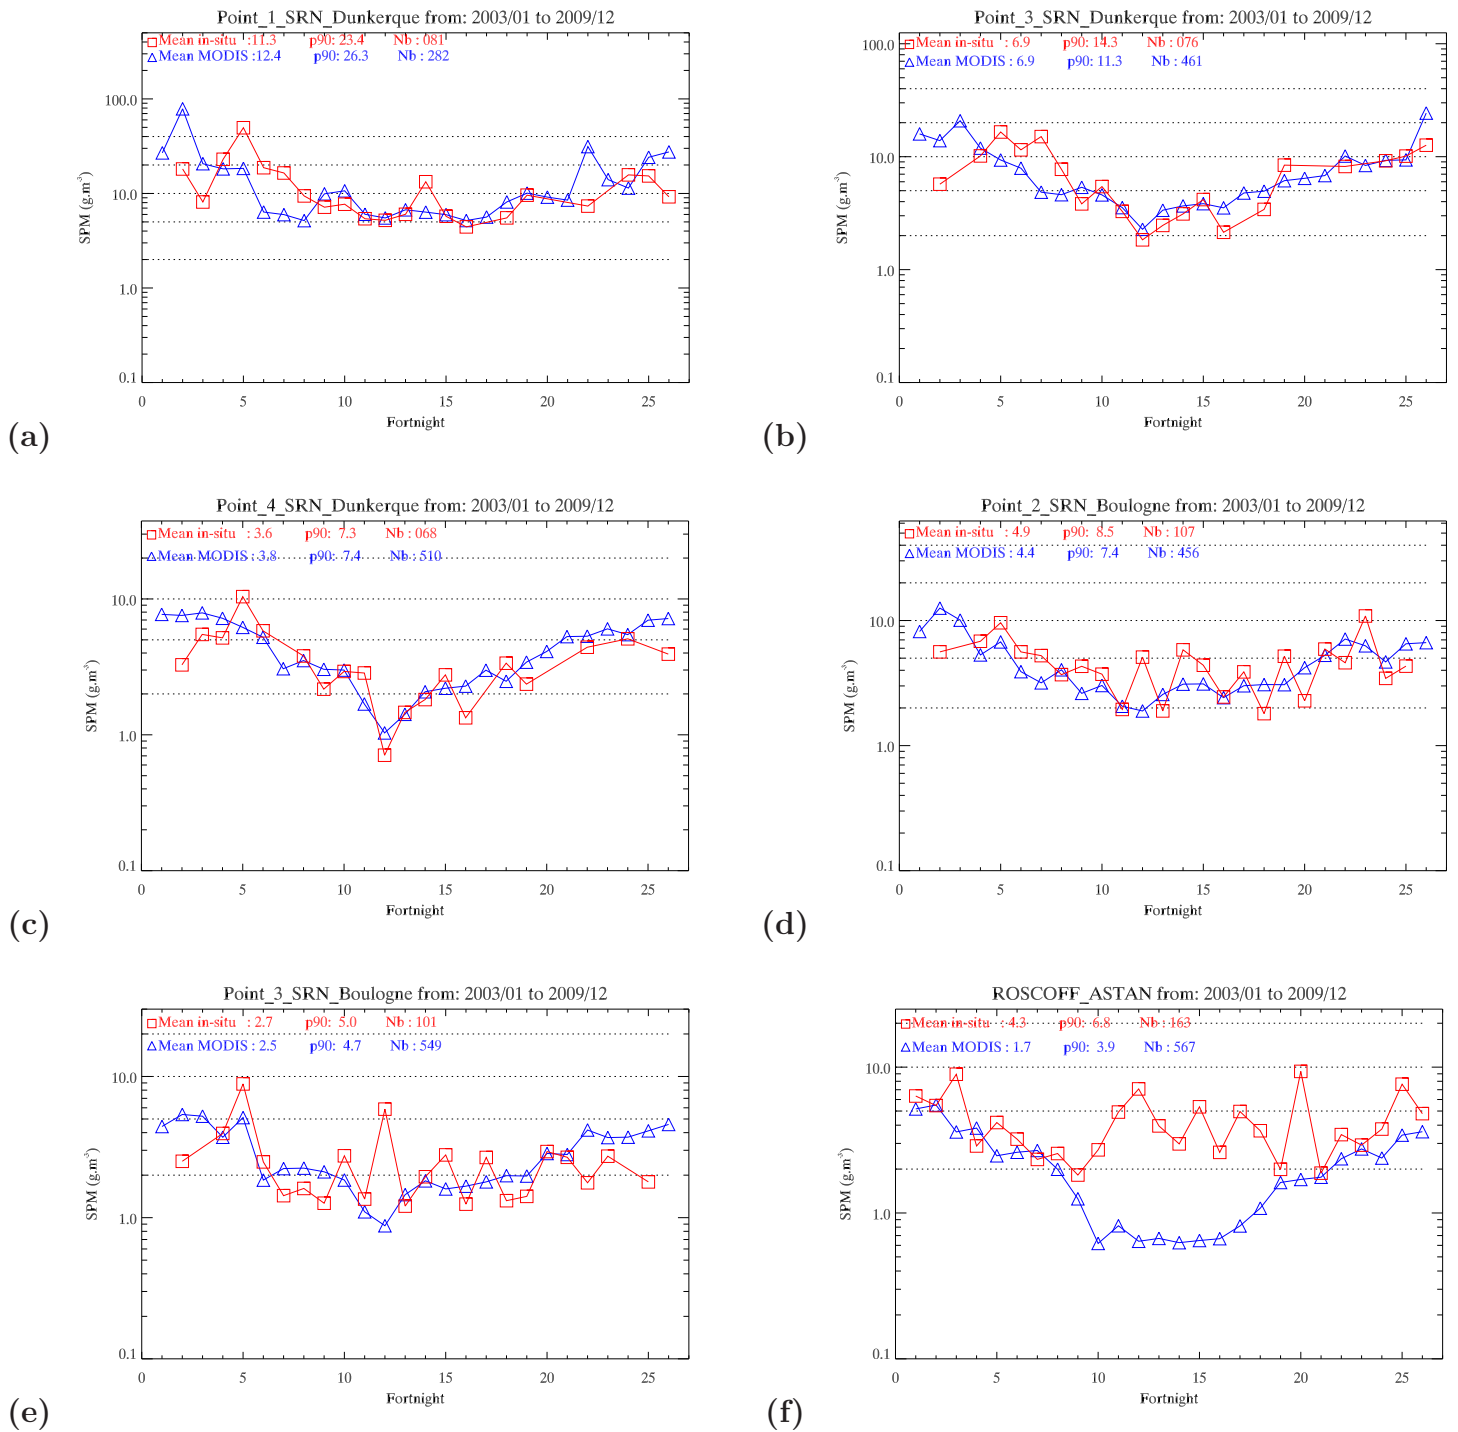 Point_1_SRN_Dunkerque from: 2003/01 to 2009/12
Mean in-situ : 11.3 p90: 23.4 Nb : 081
Mean MODIS : 12.4 p90: 26.3 Nb : 282
100.0
10.0
1.0
0.1
SPM (g.m⁻³)
0 5 10 15 20 25
Fortnight
(a)
Point_3_SRN_Dunkerque from: 2003/01 to 2009/12
Mean in-situ : 6.9 p90: 14.3 Nb : 076
Mean MODIS : 6.9 p90: 11.3 Nb : 461
100.0
10.0
1.0
0.1
SPM (g.m⁻³)
0 5 10 15 20 25
Fortnight
(b)
Point_4_SRN_Dunkerque from: 2003/01 to 2009/12
Mean in-situ : 3.6 p90: 7.3 Nb : 068
Mean MODIS : 3.8 p90: 7.4 Nb : 510
10.0
1.0
0.1
SPM (g.m⁻³)
0 5 10 15 20 25
Fortnight
(c)
Point_2_SRN_Boulogne from: 2003/01 to 2009/12
Mean in-situ : 4.9 p90: 8.5 Nb : 107
Mean MODIS : 4.4 p90: 7.4 Nb : 456
10.0
1.0
0.1
SPM (g.m⁻³)
0 5 10 15 20 25
Fortnight
(d)
Point_3_SRN_Boulogne from: 2003/01 to 2009/12
Mean in-situ : 2.7 p90: 5.0 Nb : 101
Mean MODIS : 2.5 p90: 4.7 Nb : 549
10.0
1.0
0.1
SPM (g.m⁻³)
0 5 10 15 20 25
Fortnight
(e)
ROSCOFF_ASTAN from: 2003/01 to 2009/12
Mean in-situ : 4.3 p90: 6.8 Nb : 163
Mean MODIS : 1.7 p90: 3.9 Nb : 567
10.0
1.0
0.1
SPM (g.m⁻³)
0 5 10 15 20 25
Fortnight
(f)